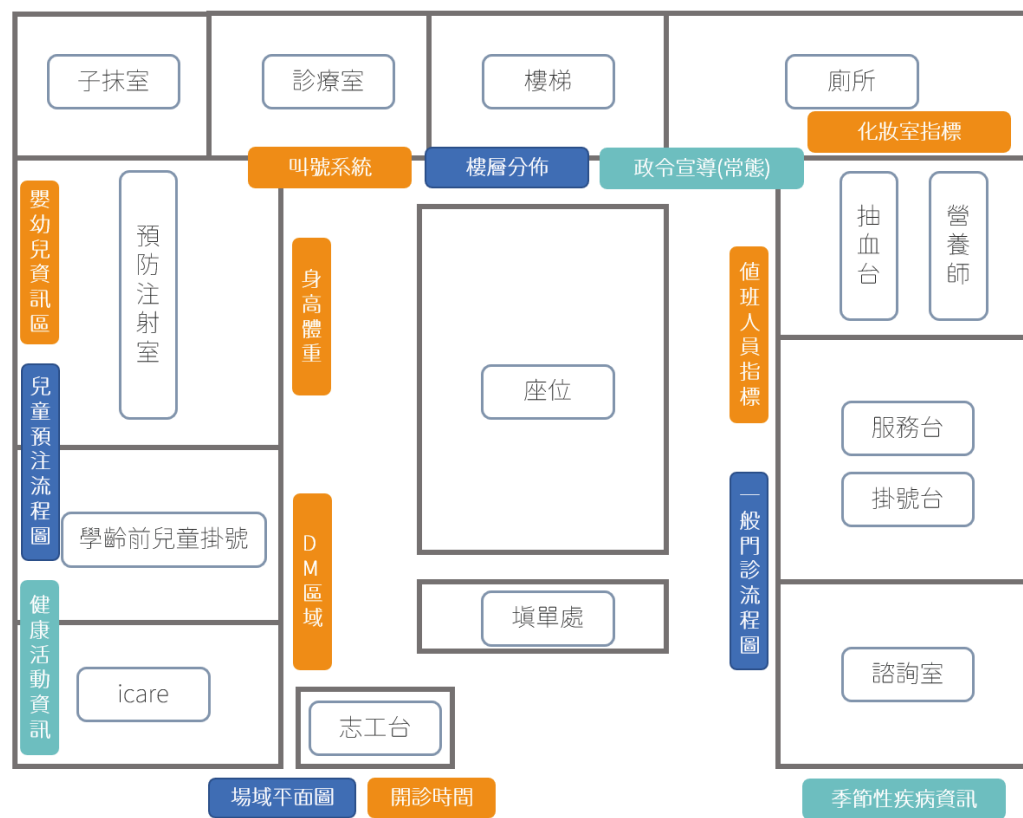 子抹室
診療室
樓梯
廁所
化妝室指標
叫號系統
樓層分佈
政令宣導(常態)
嬰幼兒資訊區
預防注射室
身高體重
座位
值班人員指標
抽血台
營養師
兒童預注流程圖
學齡前兒童掛號
服務台
掛號台
DM區域
一般門診流程圖
健康活動資訊
icare
填單處
志工台
諮詢室
場域平面圖
開診時間
季節性疾病資訊